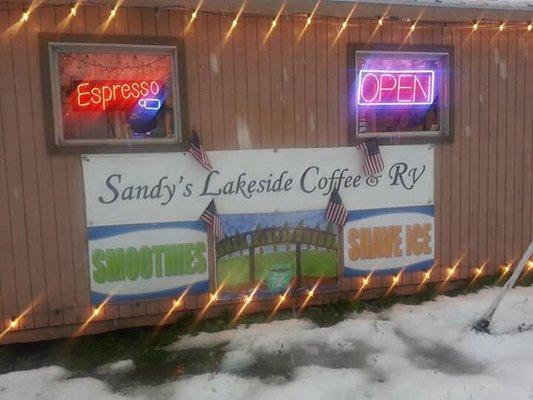 Espresso
OPEN
Sandy's Lakeside Coffee & RV
SMOOTHIES
SHAVE ICE